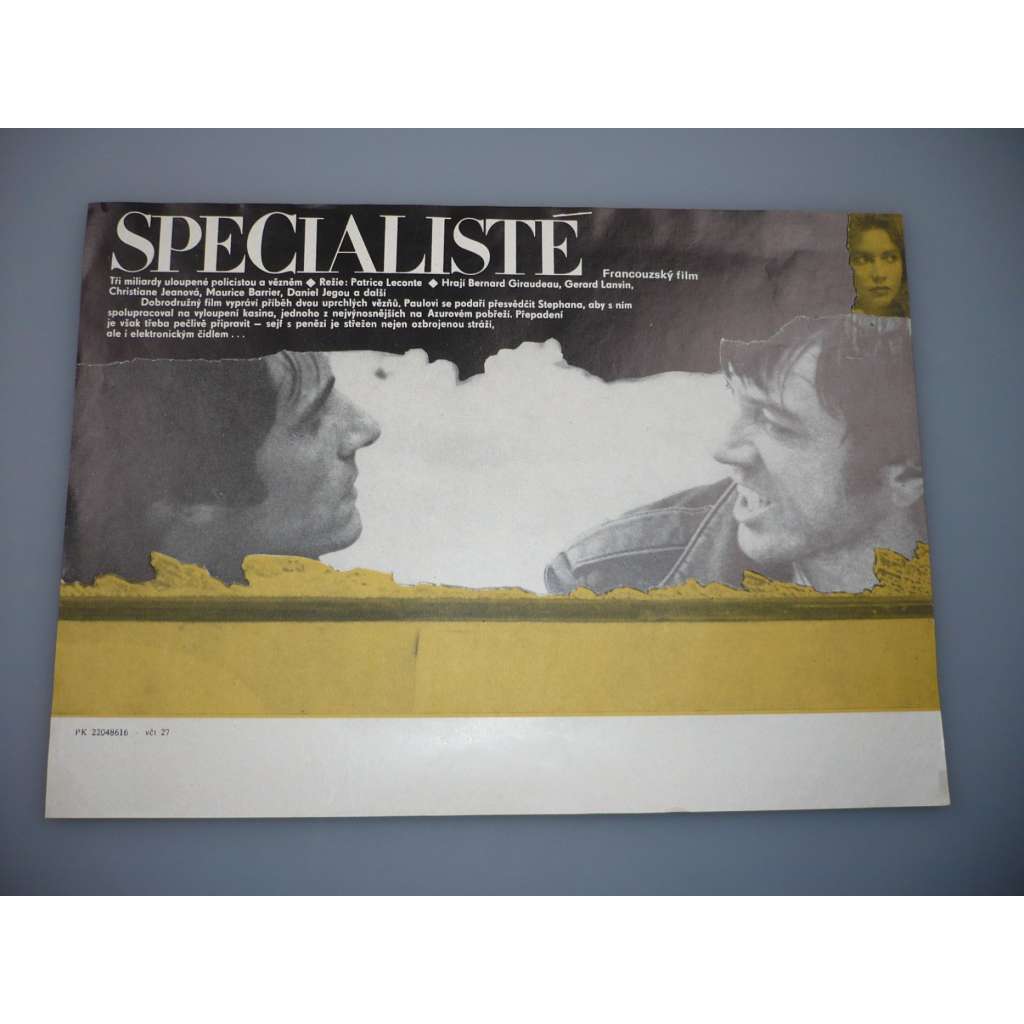 SPECIALISTÉ
Francouzský film
Tři miliardy uloupené policistou a vězněm ◆ Režie: Patrice Leconte ◆ Hrají Bernard Giraudeau, Gerard Lanvin,
Christiane Jeanová, Maurice Barrier, Daniel Jegou a další
Dobrodružný film vypráví příběh dvou uprchlých vězňů, Paulovi se podaří přesvědčit Stephana, aby s ním
spolupracoval na vyloupení kasina, jednoho z nejvýnosnějších na Azurovém pobřeží. Přepadení
je však třeba pečlivě připravit — sejf s penězi je střežen nejen ozbrojenou stráží,
ale i elektronickým čidlem . . .
PK 22048616 - včt 27